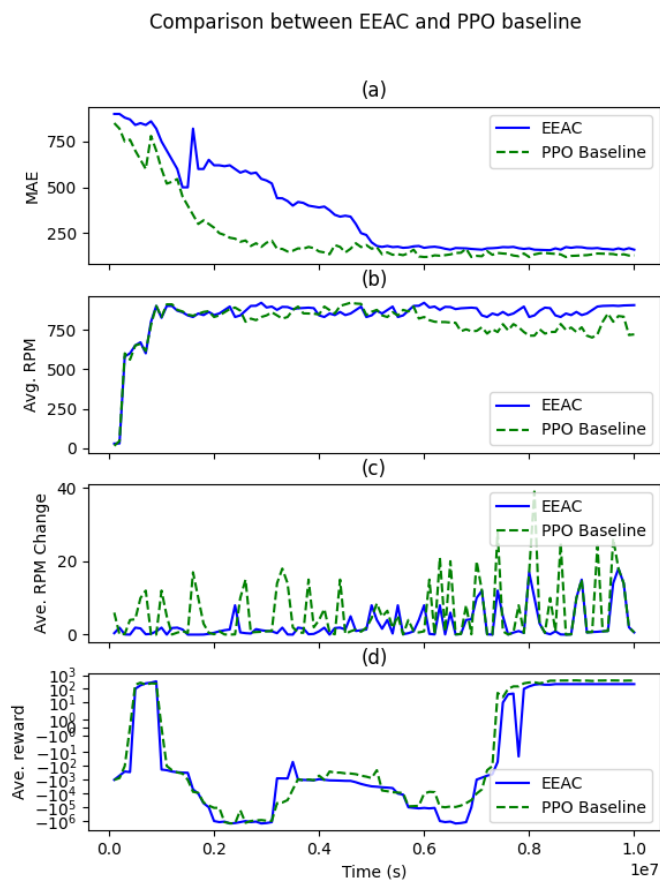 Comparison between EEAC and PPO baseline
(a)
MAE
750
500
250
EEAC
PPO Baseline
(b)
Avg. RPM
750
500
250
0
EEAC
PPO Baseline
(c)
Ave. RPM Change
40
20
0
EEAC
PPO Baseline
(d)
Ave. reward
10³
10²
10¹
10⁰
0
−10⁰
−10¹
−10²
−10³
−10⁴
−10⁵
−10⁶
EEAC
PPO Baseline
0.0 0.2 0.4 0.6 0.8 1.0
Time (s)
1e7